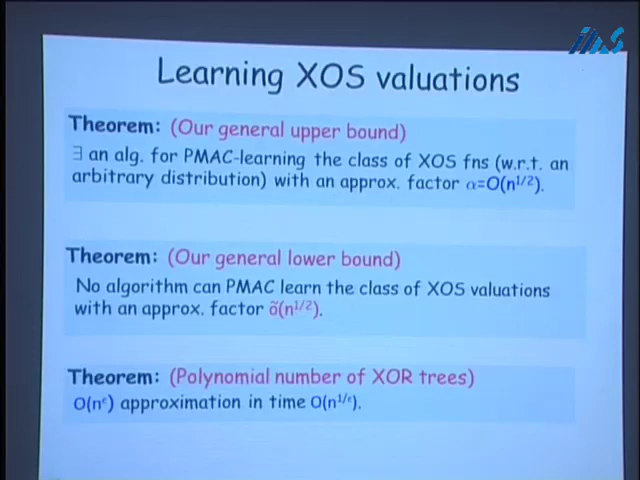 IMS
Learning XOS valuations
Theorem: (Our general upper bound)
∃ an alg. for PMAC-learning the class of XOS fns (w.r.t. an
arbitrary distribution) with an approx. factor α=O(n^{1/2}).
Theorem: (Our general lower bound)
No algorithm can PMAC learn the class of XOS valuations
with an approx. factor õ(n^{1/2}).
Theorem: (Polynomial number of XOR trees)
O(n^ε) approximation in time O(n^{1/ε}).